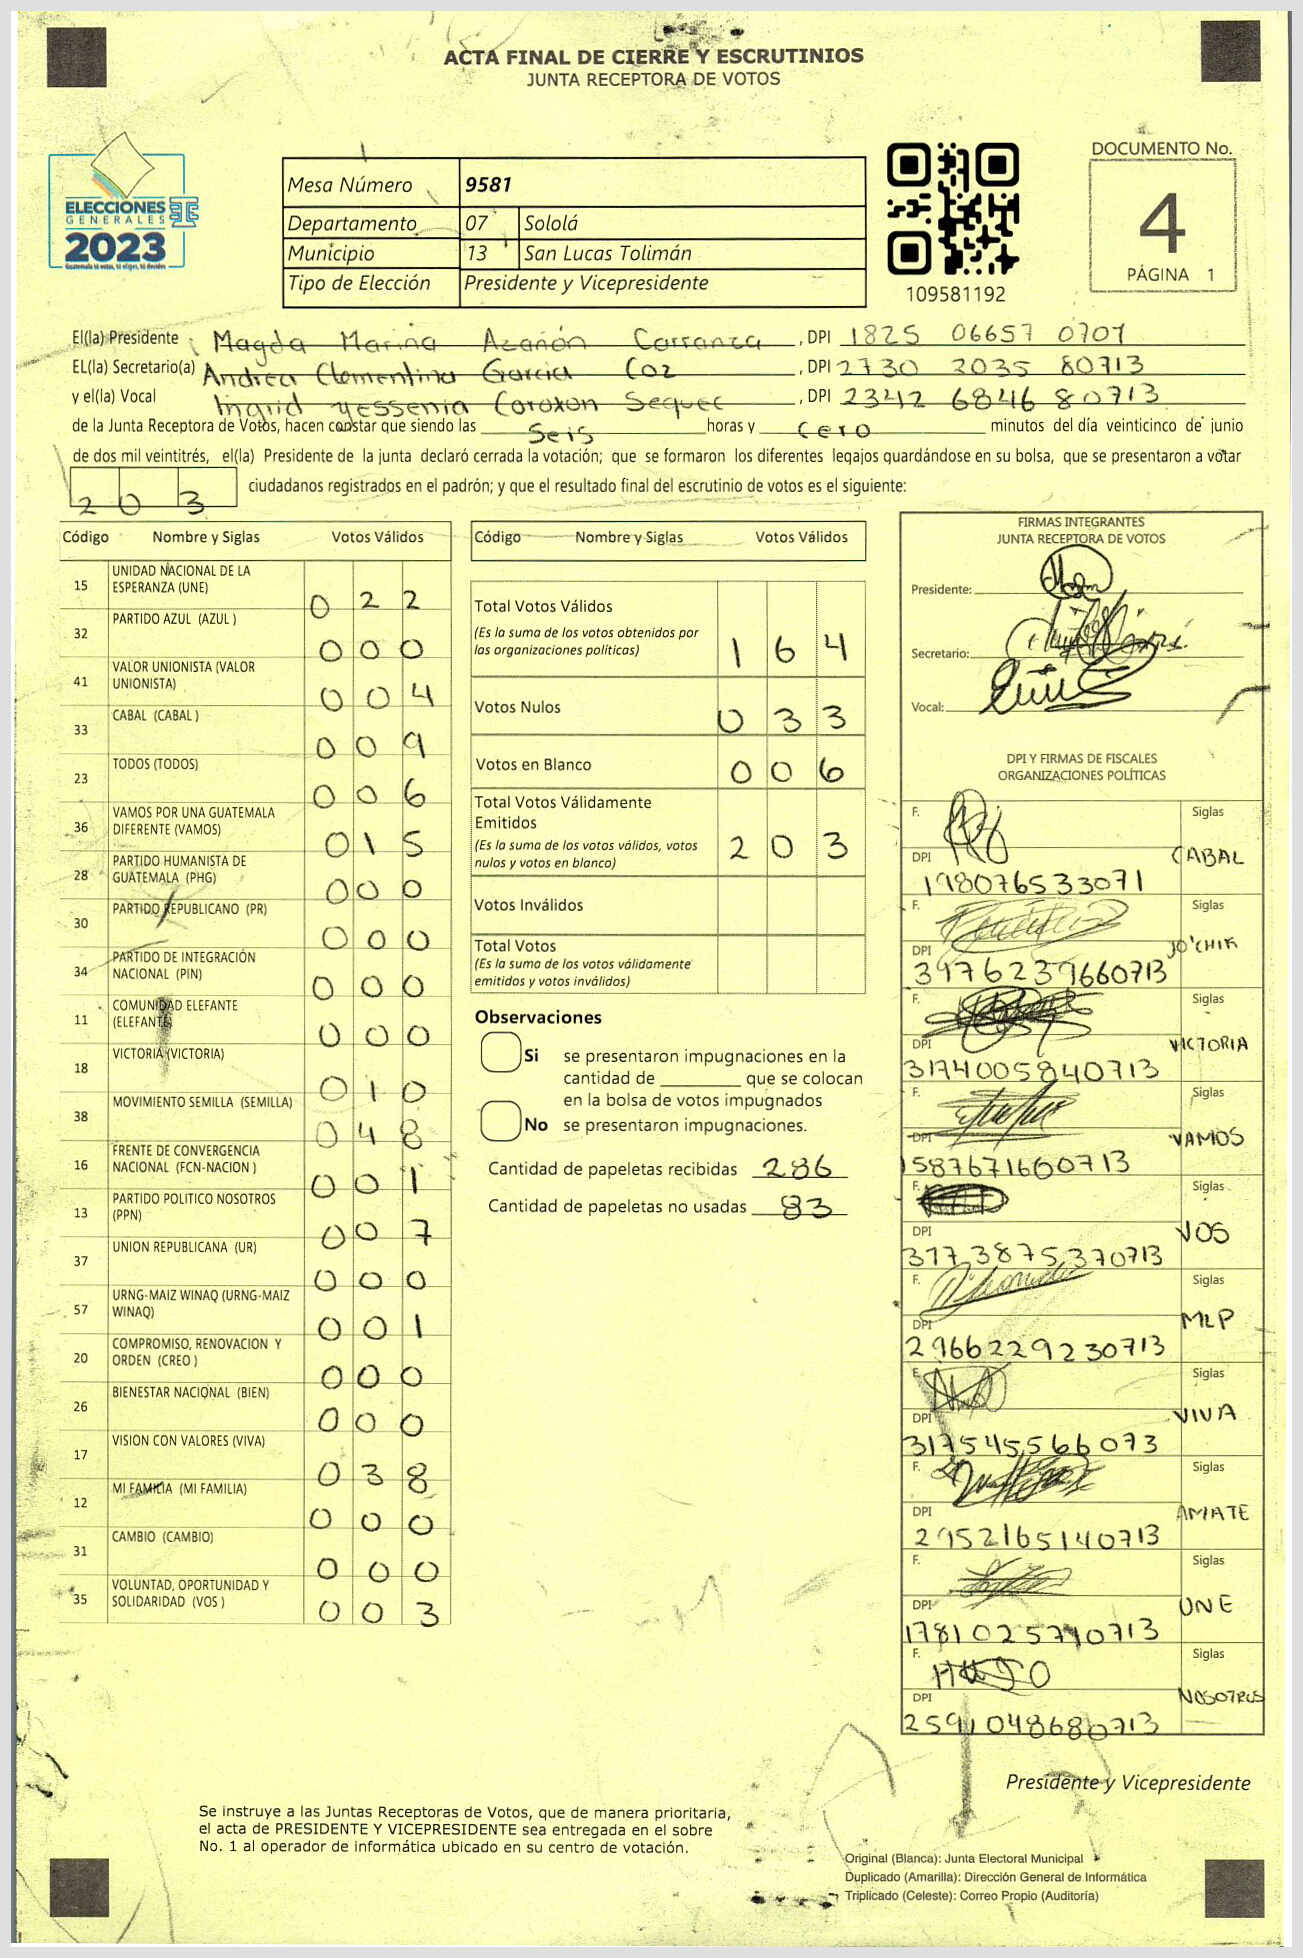 ACTA FINAL DE CIERRE Y ESCRUTINIOS
JUNTA RECEPTORA DE VOTOS
ELECCIONES
GENERALES
2023
Guatemala tú votas, tú eliges, tú decides
Mesa Número 9581
Departamento 07 Sololá
Municipio 13 San Lucas Tolimán
Tipo de Elección Presidente y Vicepresidente
109581192
DOCUMENTO No.
4
PÁGINA 1
El(la) Presidente Magda Marina Azañón Carranza, DPI 1825 06657 0707
EL(la) Secretario(a) Andrea Clementina Garcia Coz, DPI 2730 2035 80713
y el(la) Vocal Ingrid yessenia Coroxon Sequec, DPI 2342 6846 80713
de la Junta Receptora de Votos, hacen constar que siendo las Seis horas y cero minutos del día veinticinco de junio
de dos mil veintitrés, el(la) Presidente de la junta declaró cerrada la votación; que se formaron los diferentes legajos guardándose en su bolsa, que se presentaron a votar
203 ciudadanos registrados en el padrón; y que el resultado final del escrutinio de votos es el siguiente:
Código Nombre y Siglas Votos Válidos
15 UNIDAD NACIONAL DE LA ESPERANZA (UNE) 0 2 2
32 PARTIDO AZUL (AZUL ) 0 0 0
41 VALOR UNIONISTA (VALOR UNIONISTA) 0 0 4
33 CABAL (CABAL ) 0 0 9
23 TODOS (TODOS) 0 0 6
36 VAMOS POR UNA GUATEMALA DIFERENTE (VAMOS) 0 1 5
28 PARTIDO HUMANISTA DE GUATEMALA (PHG) 0 0 0
30 PARTIDO REPUBLICANO (PR) 0 0 0
34 PARTIDO DE INTEGRACIÓN NACIONAL (PIN) 0 0 0
11 COMUNIDAD ELEFANTE (ELEFANTE) 0 0 0
18 VICTORIA (VICTORIA) 0 1 0
38 MOVIMIENTO SEMILLA (SEMILLA) 0 4 8
16 FRENTE DE CONVERGENCIA NACIONAL (FCN-NACION ) 0 0 1
13 PARTIDO POLITICO NOSOTROS (PPN) 0 0 7
37 UNION REPUBLICANA (UR) 0 0 0
57 URNG-MAIZ WINAQ (URNG-MAIZ WINAQ) 0 0 1
20 COMPROMISO, RENOVACION Y ORDEN (CREO ) 0 0 0
26 BIENESTAR NACIONAL (BIEN) 0 0 0
17 VISION CON VALORES (VIVA) 0 3 8
12 MI FAMILIA (MI FAMILIA) 0 0 0
31 CAMBIO (CAMBIO) 0 0 0
35 VOLUNTAD, OPORTUNIDAD Y SOLIDARIDAD (VOS ) 0 0 3
Código Nombre y Siglas Votos Válidos
Total Votos Válidos 1 6 4
(Es la suma de los votos obtenidos por
las organizaciones políticas)
Votos Nulos 0 3 3
Votos en Blanco 0 0 6
Total Votos Válidamente
Emitidos
(Es la suma de los votos válidos, votos
nulos y votos en blanco) 2 0 3
Votos Inválidos
Total Votos
(Es la suma de los votos válidamente
emitidos y votos inválidos)
Observaciones
Si se presentaron impugnaciones en la
cantidad de ________ que se colocan
en la bolsa de votos impugnados
No se presentaron impugnaciones.
Cantidad de papeletas recibidas 286
Cantidad de papeletas no usadas 83
FIRMAS INTEGRANTES
JUNTA RECEPTORA DE VOTOS
Presidente:
Secretario:
Vocal:
DPI Y FIRMAS DE FISCALES
ORGANIZACIONES POLÍTICAS
F. Siglas
DPI CABAL
198076533071
F. Siglas
DPI JO'CHIK
3976239660713
F. Siglas
DPI VICTORIA
3174005840713
F. Siglas
DPI VAMOS
1587671600713
F. Siglas
DPI VOS
3173875370713
F. Siglas
DPI MLP
2966229230713
F. Siglas
DPI VIVA
317545566073
F. Siglas
DPI AMATE
2952165140713
F. Siglas
DPI UNE
1781025790713
F. HUGO Siglas
DPI NOSOTROS
2591048680713
Presidente y Vicepresidente
Se instruye a las Juntas Receptoras de Votos, que de manera prioritaria,
el acta de PRESIDENTE Y VICEPRESIDENTE sea entregada en el sobre
No. 1 al operador de informática ubicado en su centro de votación.
Original (Blanca): Junta Electoral Municipal
Duplicado (Amarilla): Dirección General de Informática
Triplicado (Celeste): Correo Propio (Auditoría)